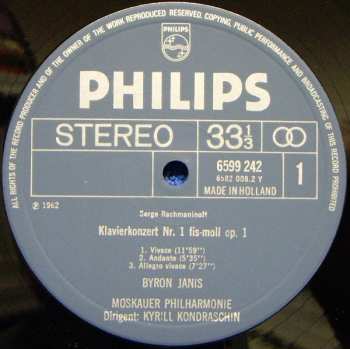 ALL RIGHTS OF THE RECORD PRODUCER AND OF THE OWNER OF THE WORK REPRODUCED RESERVED. COPYING, PUBLIC PERFORMANCE AND BROADCASTING OF THIS RECORD PROHIBITED
PHILIPS
STEREO 33⅓
6599 242
6582 008.2 Y
MADE IN HOLLAND
1
℗ 1962
Serge Rachmaninoff
Klavierkonzert Nr. 1 fis-moll op. 1
1. Vivace (11'59")
2. Andante (5'35")
3. Allegro vivace (7'27")
BYRON JANIS
MOSKAUER PHILHARMONIE
Dirigent: KYRILL KONDRASCHIN